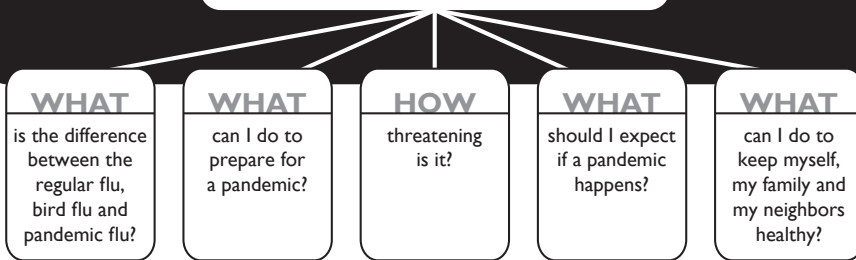 WHAT
is the difference
between the
regular flu,
bird flu and
pandemic flu?
WHAT
can I do to
prepare for
a pandemic?
HOW
threatening
is it?
WHAT
should I expect
if a pandemic
happens?
WHAT
can I do to
keep myself,
my family and
my neighbors
healthy?